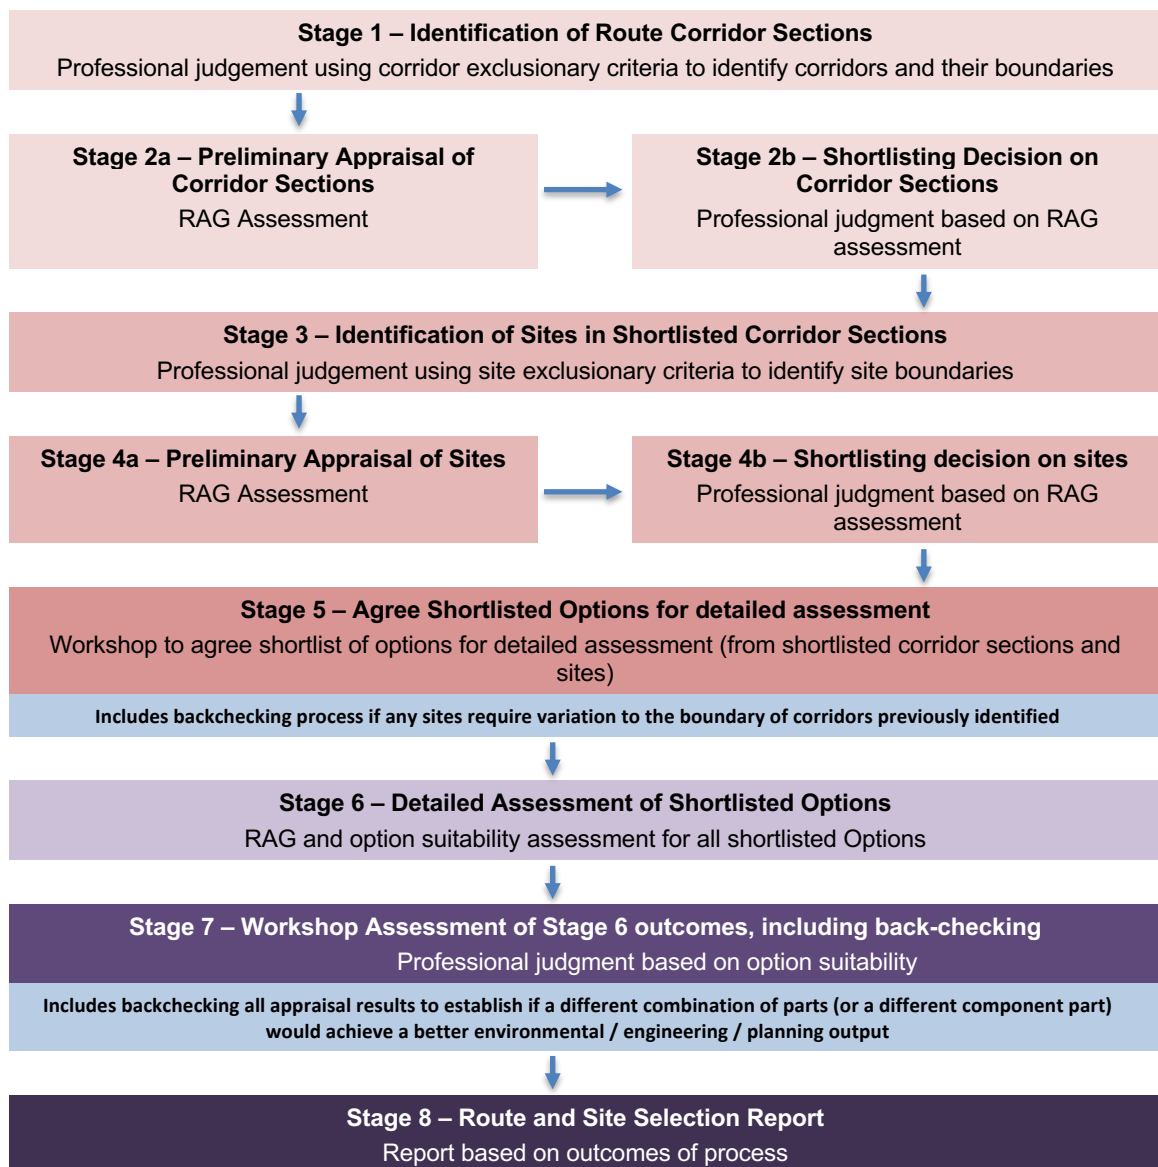 Stage 1 – Identification of Route Corridor Sections
Professional judgement using corridor exclusionary criteria to identify corridors and their boundaries
Stage 2a – Preliminary Appraisal of
Corridor Sections
RAG Assessment
Stage 2b – Shortlisting Decision on
Corridor Sections
Professional judgment based on RAG
assessment
Stage 3 – Identification of Sites in Shortlisted Corridor Sections
Professional judgement using site exclusionary criteria to identify site boundaries
Stage 4a – Preliminary Appraisal of Sites
RAG Assessment
Stage 4b – Shortlisting decision on sites
Professional judgment based on RAG
assessment
Stage 5 – Agree Shortlisted Options for detailed assessment
Workshop to agree shortlist of options for detailed assessment (from shortlisted corridor sections and
sites)
Includes backchecking process if any sites require variation to the boundary of corridors previously identified
Stage 6 – Detailed Assessment of Shortlisted Options
RAG and option suitability assessment for all shortlisted Options
Stage 7 – Workshop Assessment of Stage 6 outcomes, including back-checking
Professional judgment based on option suitability
Includes backchecking all appraisal results to establish if a different combination of parts (or a different component part)
would achieve a better environmental / engineering / planning output
Stage 8 – Route and Site Selection Report
Report based on outcomes of process